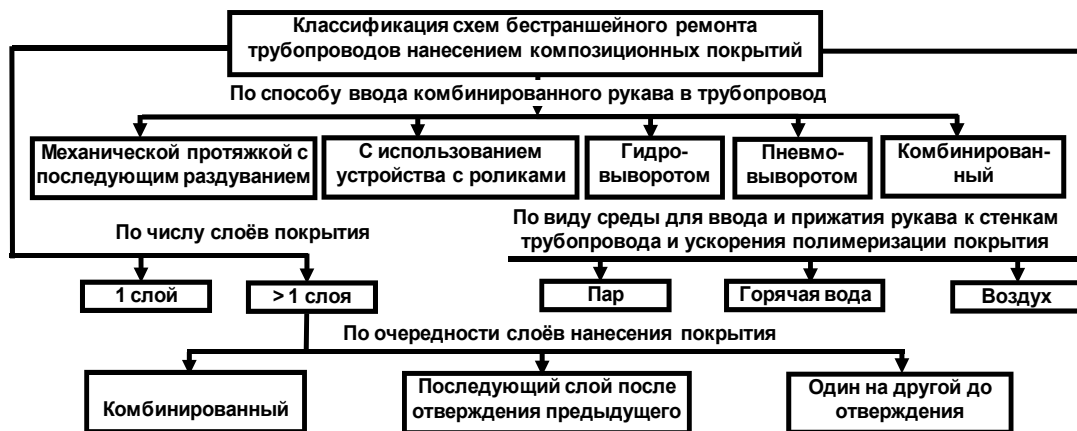 Классификация схем бестраншейного ремонта
трубопроводов нанесением композиционных покрытий
По способу ввода комбинированного рукава в трубопровод
Механической протяжкой с
последующим раздуванием
С использованием
устройства с роликами
Гидро-
выворотом
Пневмо-
выворотом
Комбинирован-
ный
По виду среды для ввода и прижатия рукава к стенкам
трубопровода и ускорения полимеризации покрытия
По числу слоёв покрытия
1 слой
> 1 слоя
Пар
Горячая вода
Воздух
По очередности слоёв нанесения покрытия
Комбинированный
Последующий слой после
отверждения предыдущего
Один на другой до
отверждения